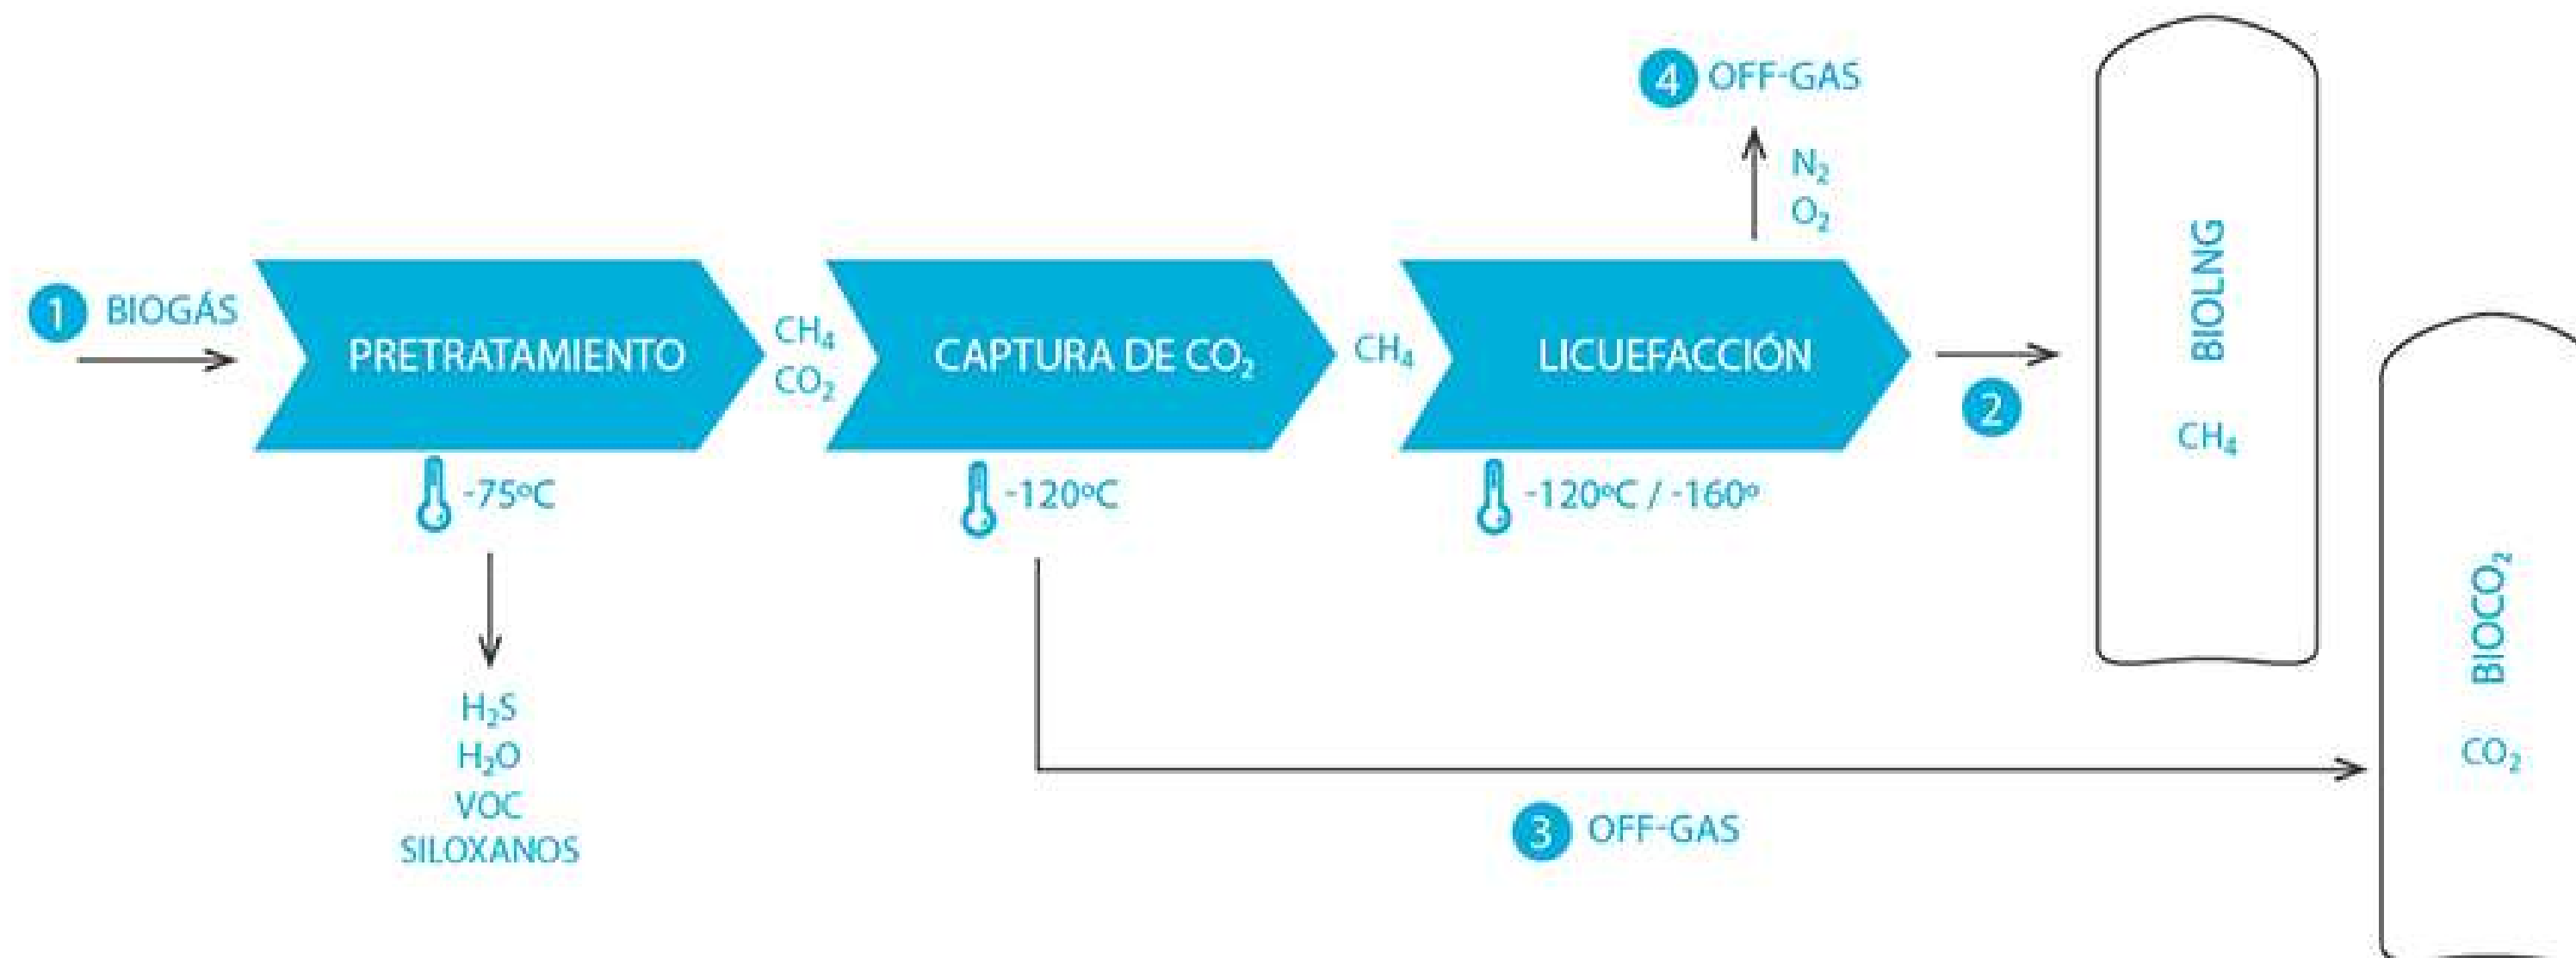 4 OFF-GAS
N₂
O₂
1 BIOGÁS
PRETRATAMIENTO
CH₄
CO₂
CAPTURA DE CO₂
CH₄
LICUEFACCIÓN
2
BIOLNG
CH₄
-75ºC
-120ºC
-120ºC / -160º
H₂S
H₂O
VOC
SILOXANOS
3 OFF-GAS
BIOCO₂
CO₂